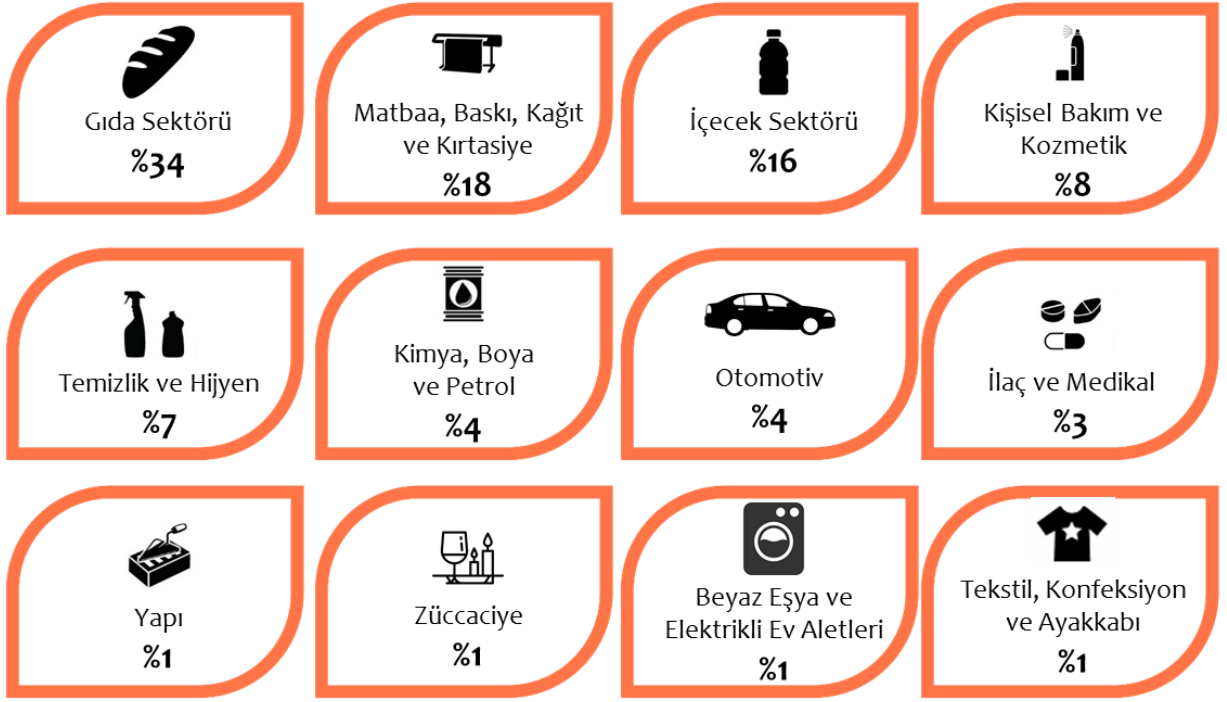 Gıda Sektörü
%34
Matbaa, Baskı, Kağıt
ve Kırtasiye
%18
İçecek Sektörü
%16
Kişisel Bakım ve
Kozmetik
%8
Temizlik ve Hijyen
%7
Kimya, Boya
ve Petrol
%4
Otomotiv
%4
İlaç ve Medikal
%3
Yapı
%1
Züccaciye
%1
Beyaz Eşya ve
Elektrikli Ev Aletleri
%1
Tekstil, Konfeksiyon
ve Ayakkabı
%1